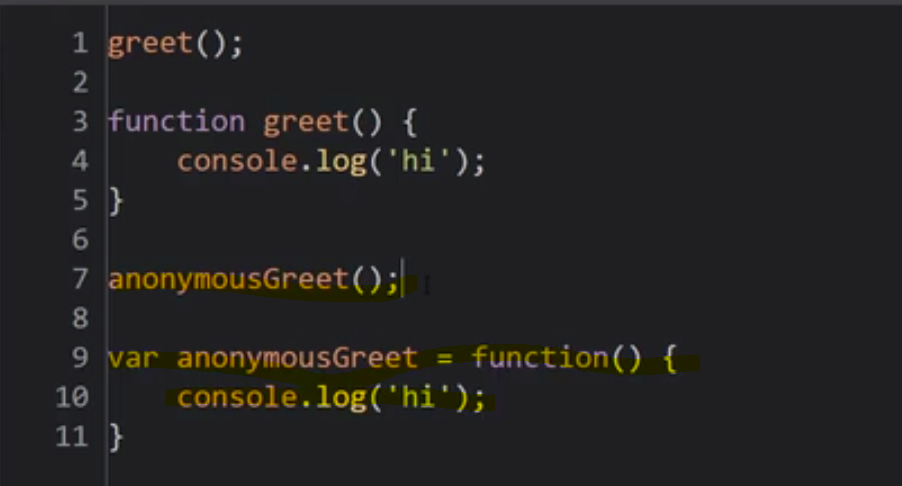 1 greet();
2
3 function greet() {
4     console.log('hi');
5 }
6
7 anonymousGreet();
8
9 var anonymousGreet = function() {
10     console.log('hi');
11 }